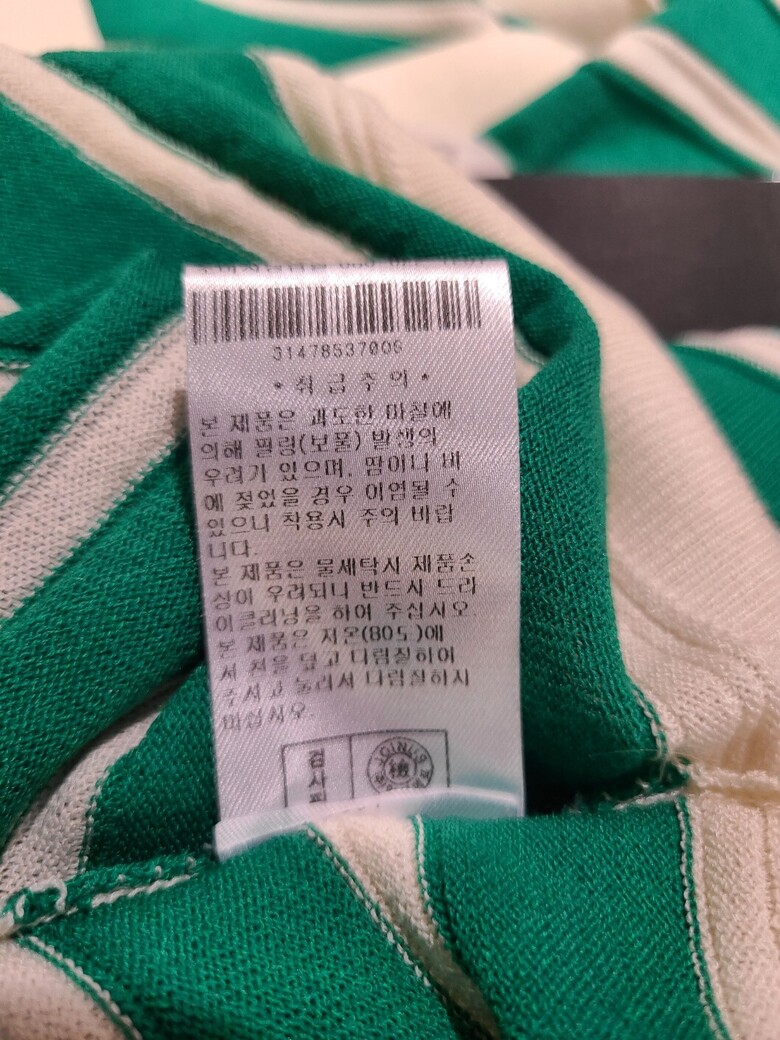 31478537006
*취급주의*
본 제품은 과도한 마찰에
의해 필링(보풀) 발생의
우려가 있으며, 땀이나 비
에 젖었을 경우 이염될 수
있으나 착용시 주의 바랍
니다.
본 제품은 물세탁시 제품손
상이 우려되니 반드시 드라
이크리닝을 하여 주십시오.
본 제품은 저온(80도)에
서 천을 덮고 다림질하여
주시고 눌러서 다림질하지
마십시오.
검사
JOINUS
檢